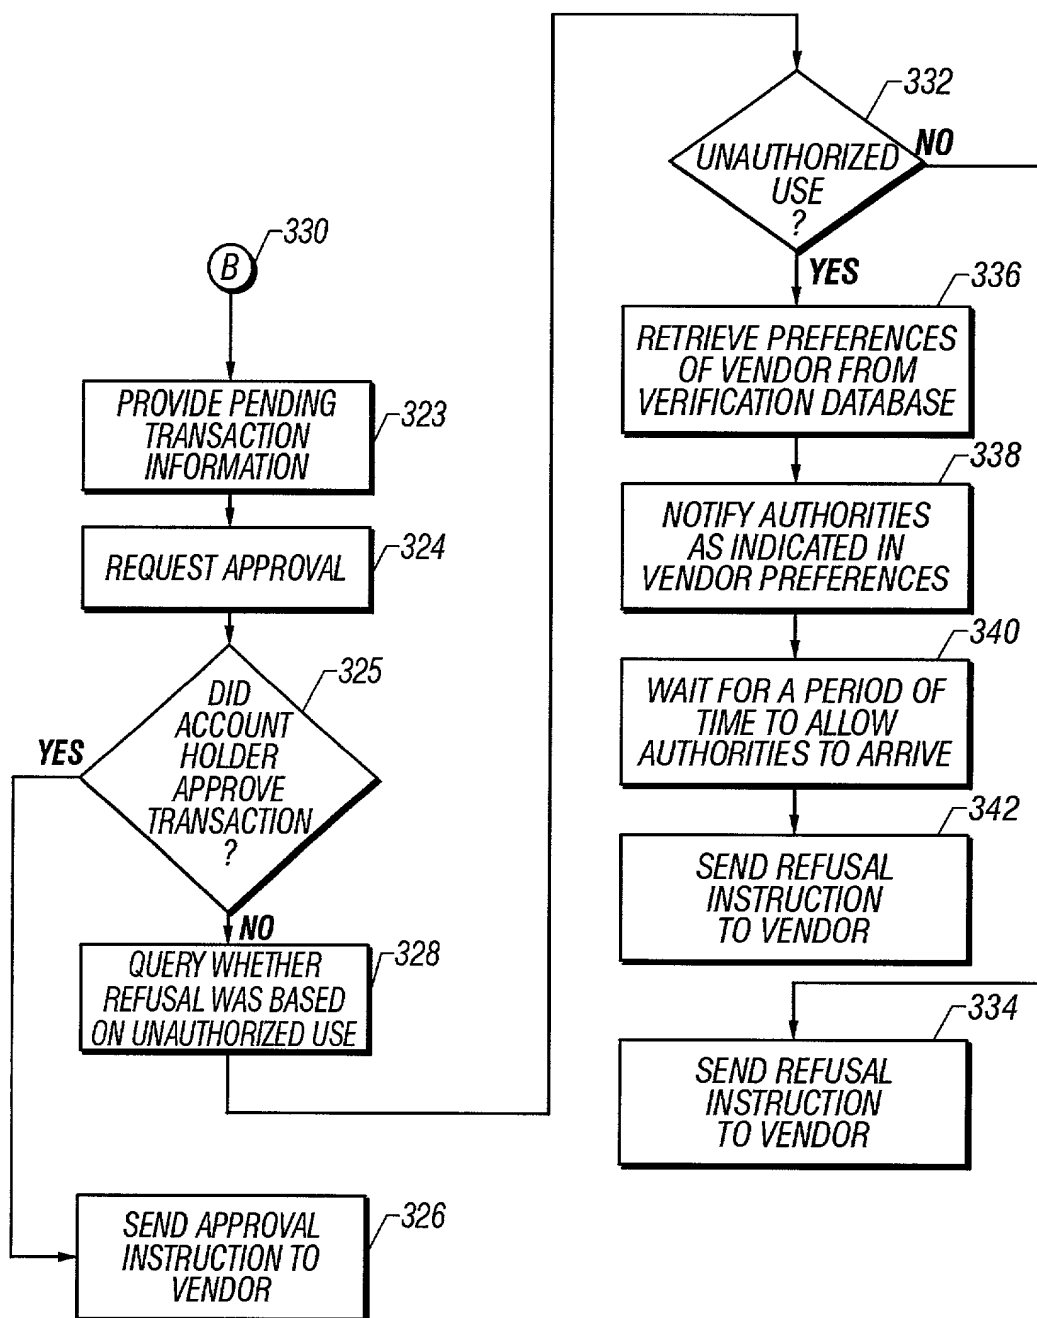 330
B
PROVIDE PENDING
TRANSACTION
INFORMATION
323
REQUEST APPROVAL
324
DID
ACCOUNT
HOLDER
APPROVE
TRANSACTION
?
325
YES
NO
QUERY WHETHER
REFUSAL WAS BASED
ON UNAUTHORIZED USE
328
SEND APPROVAL
INSTRUCTION TO
VENDOR
326
332
UNAUTHORIZED
USE
?
NO
YES
336
RETRIEVE PREFERENCES
OF VENDOR FROM
VERIFICATION DATABASE
338
NOTIFY AUTHORITIES
AS INDICATED IN
VENDOR PREFERENCES
340
WAIT FOR A PERIOD OF
TIME TO ALLOW
AUTHORITIES TO ARRIVE
342
SEND REFUSAL
INSTRUCTION
TO VENDOR
334
SEND REFUSAL
INSTRUCTION
TO VENDOR